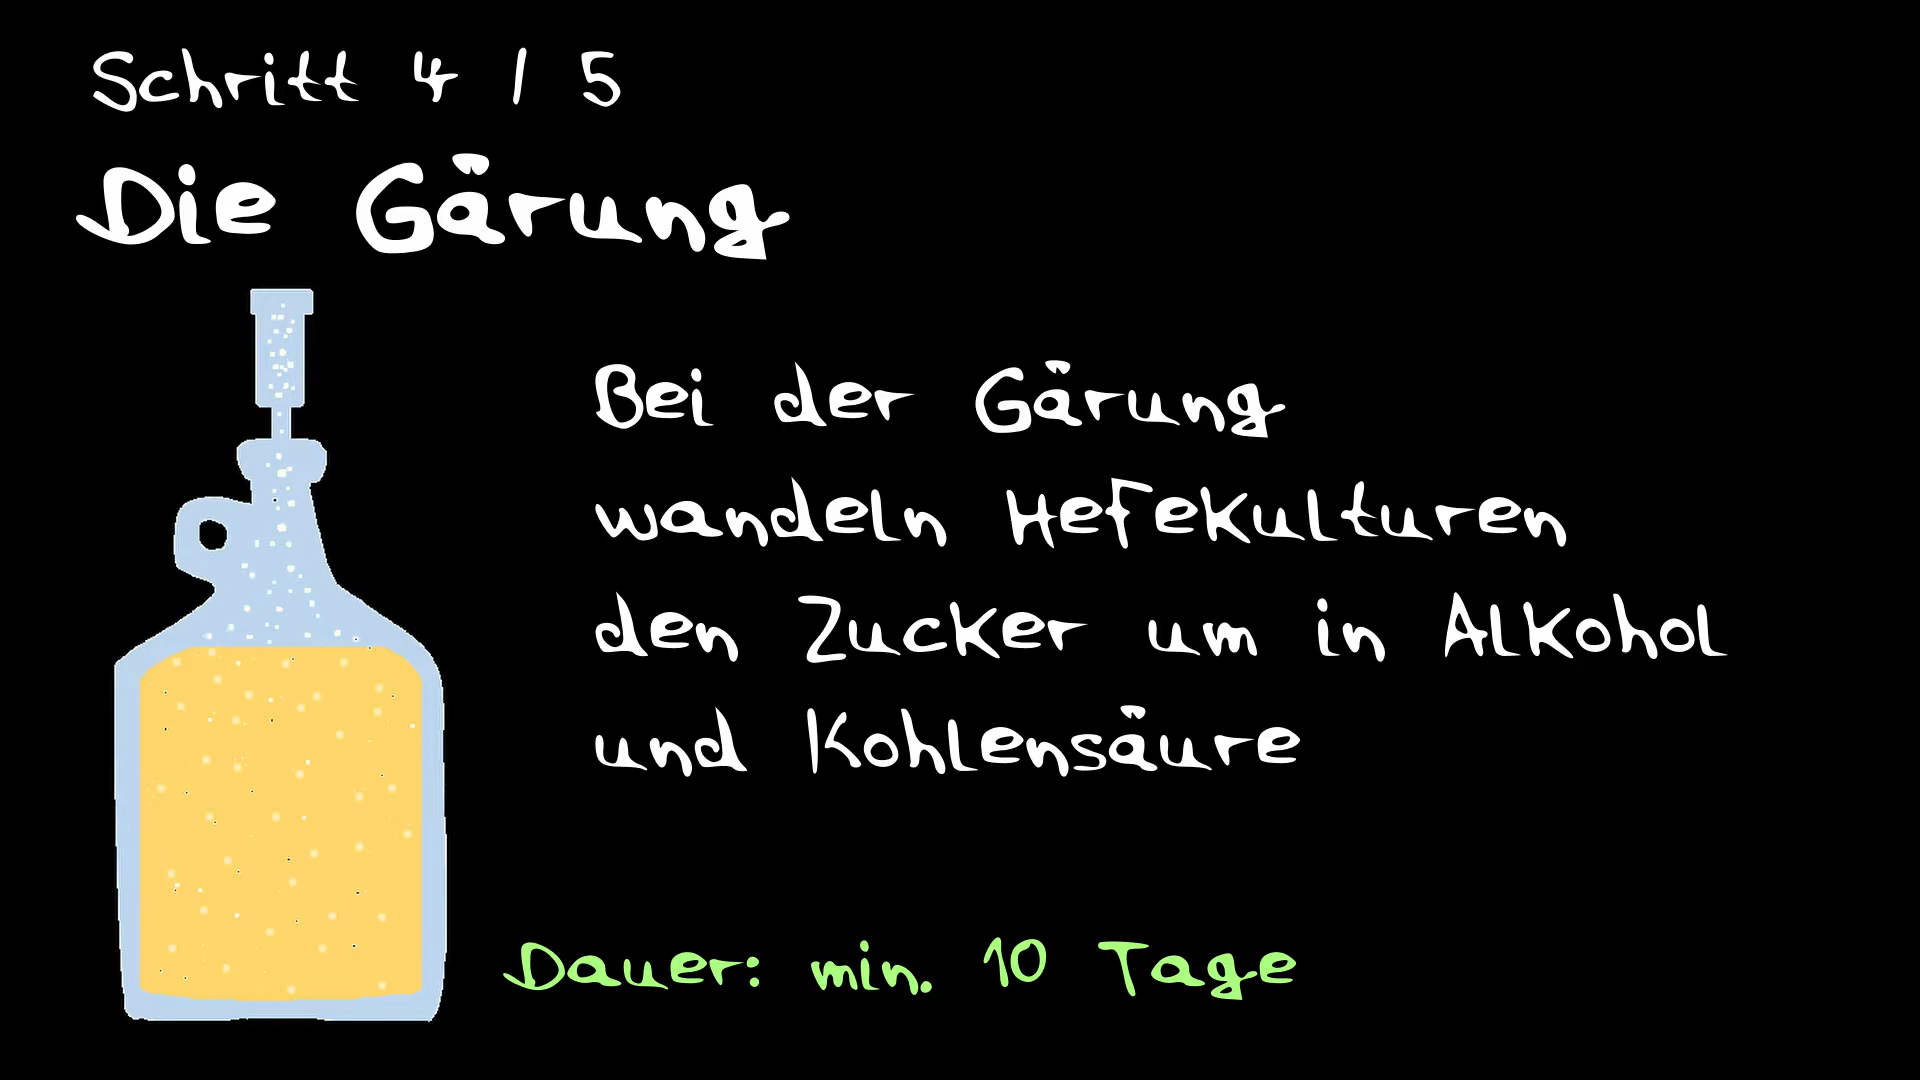 Schritt 4 / 5
Die Gärung
Bei der Gärung
wandeln Hefekulturen
den Zucker um in Alkohol
und Kohlensäure
Dauer: min. 10 Tage